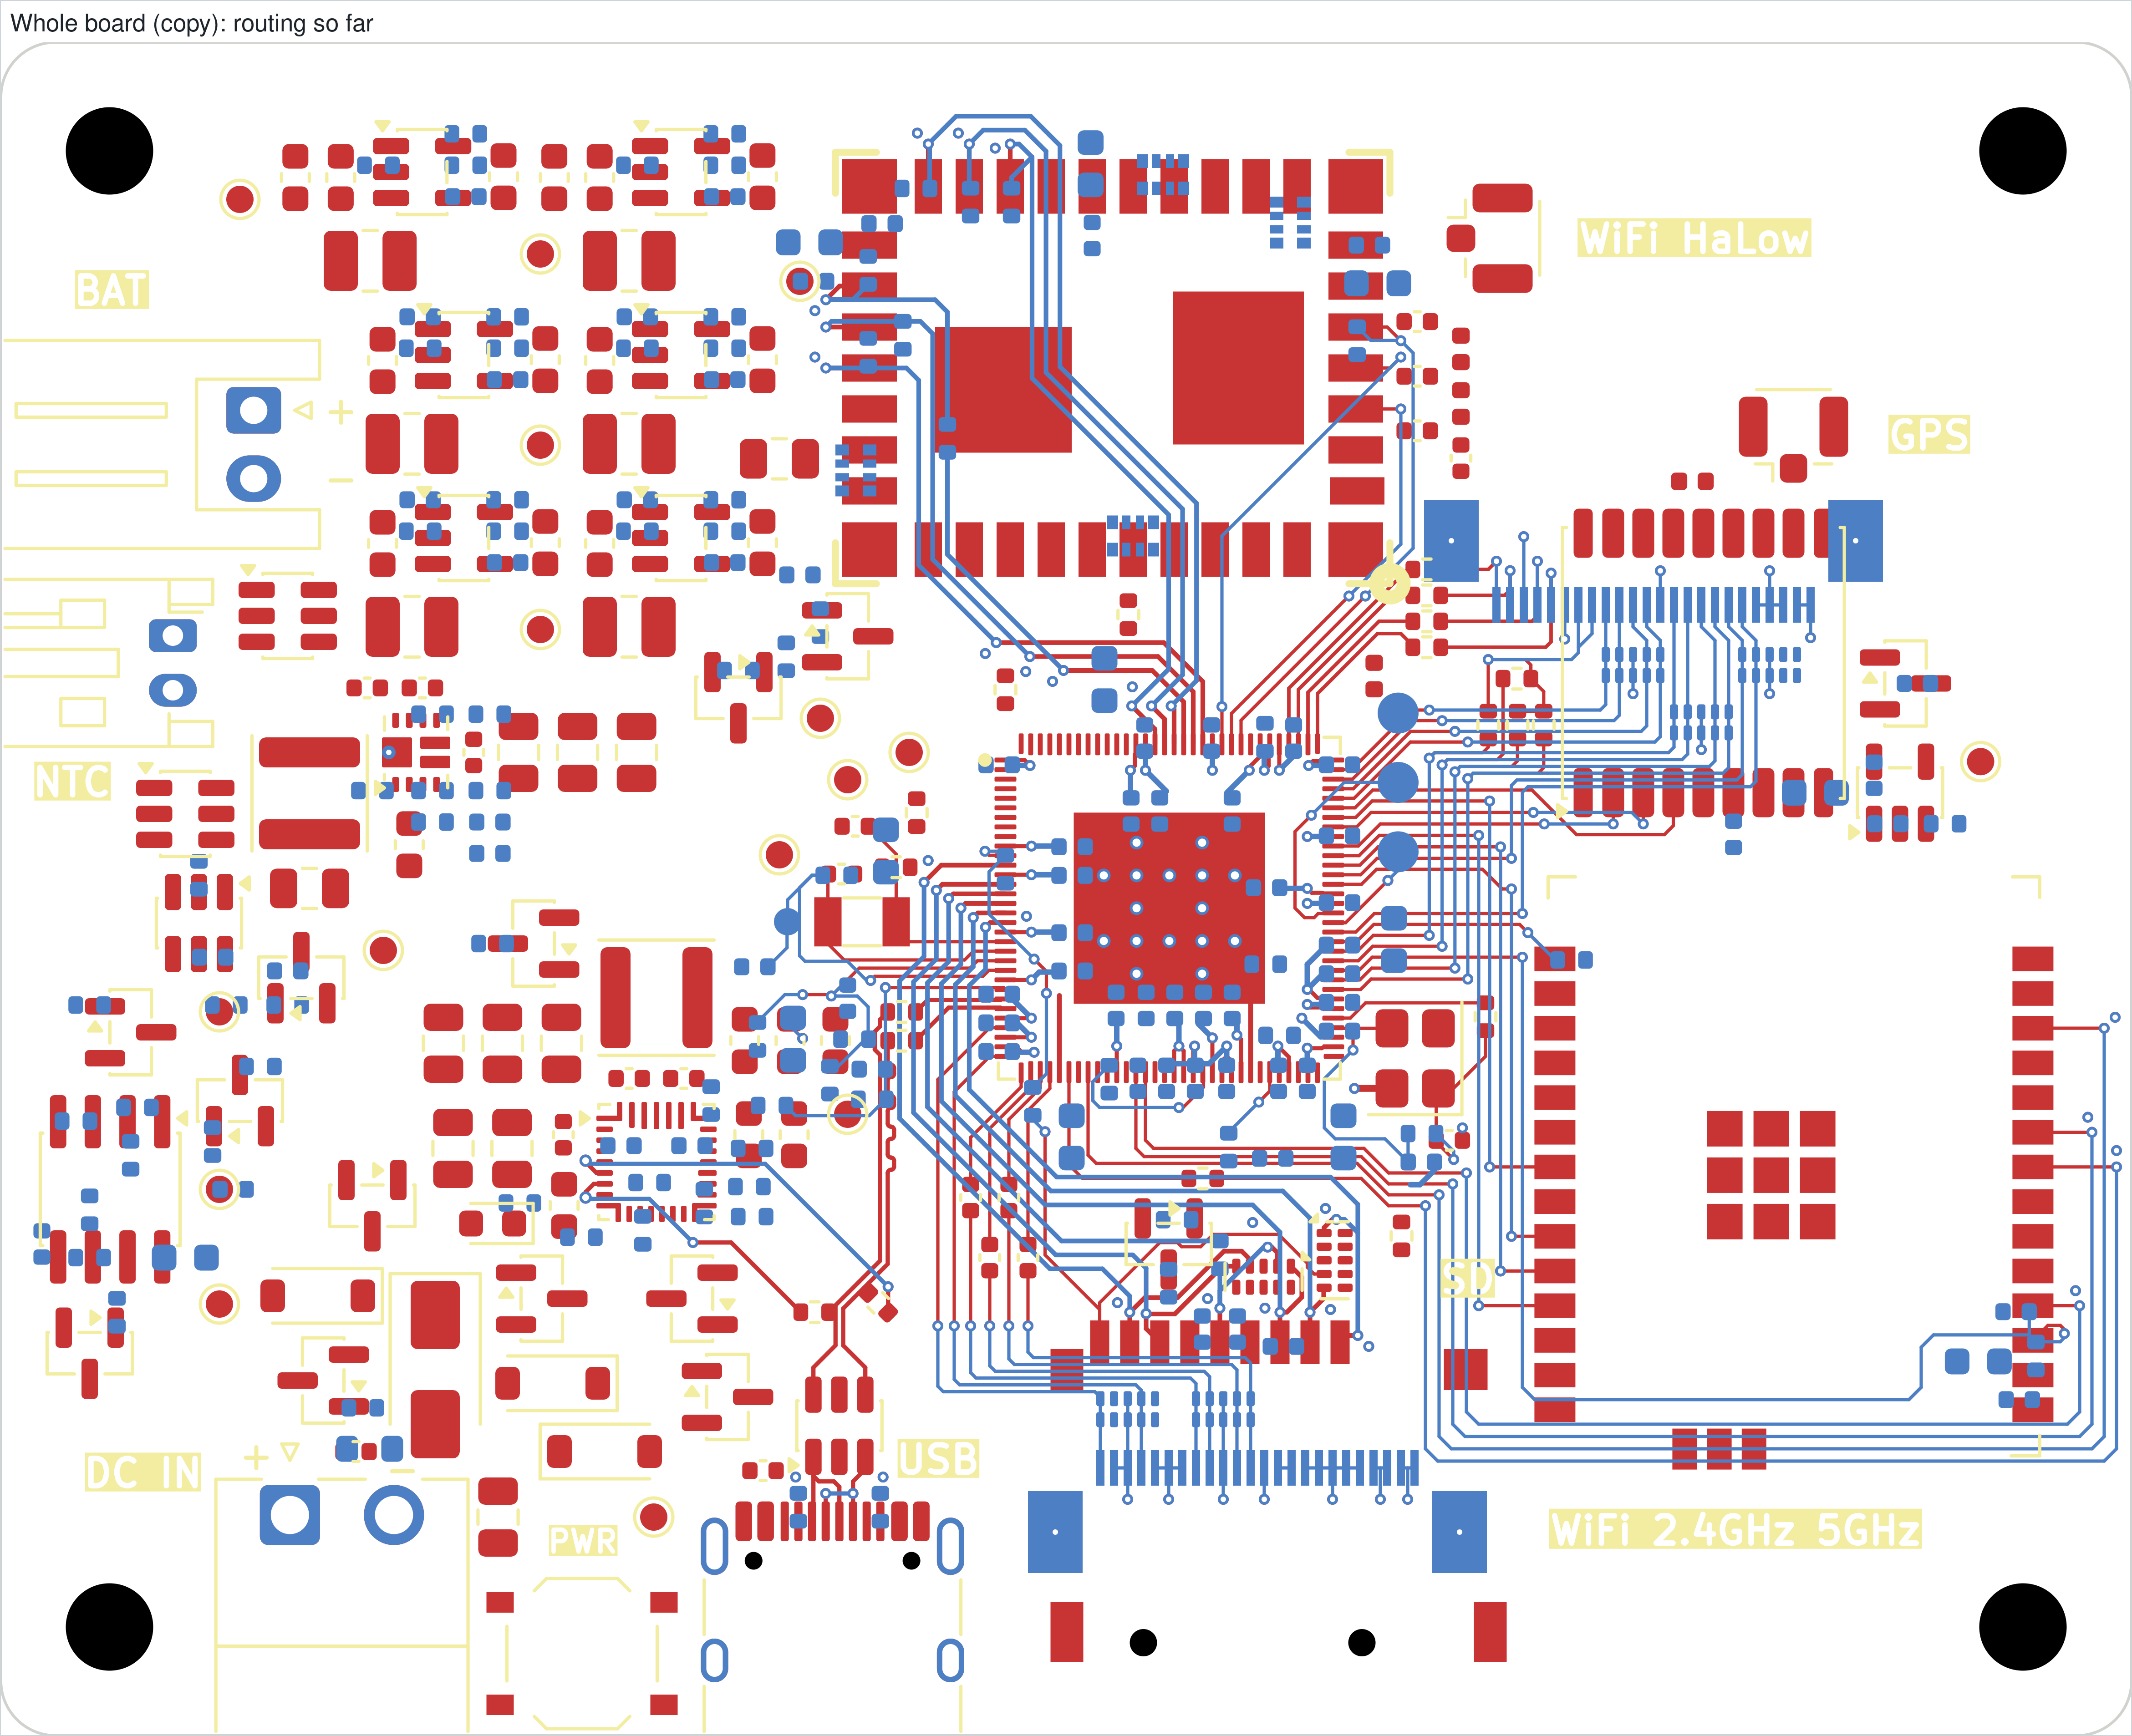 Whole board (copy): routing so far
WiFi HaLow
BAT
+
GPS
−
NTC
SD
USB
+
−
DC IN
PWR
WiFi 2.4GHz 5GHz